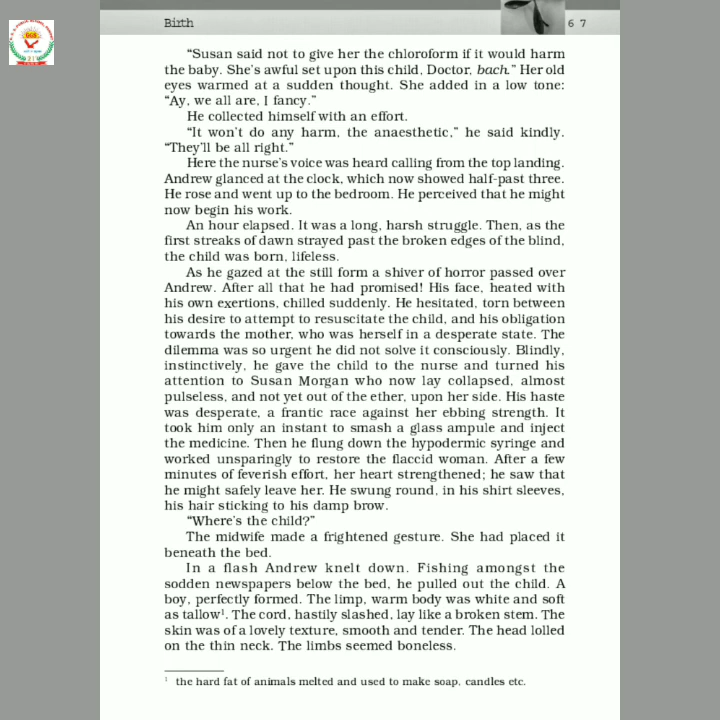 Birth
67
"Susan said not to give her the chloroform if it would harm
the baby. She's awful set upon this child, Doctor, bach." Her old
eyes warmed at a sudden thought. She added in a low tone:
"Ay, we all are, I fancy."
He collected himself with an effort.
"It won't do any harm, the anaesthetic," he said kindly.
"They'll be all right."
Here the nurse's voice was heard calling from the top landing.
Andrew glanced at the clock, which now showed half-past three.
He rose and went up to the bedroom. He perceived that he might
now begin his work.
An hour elapsed. It was a long, harsh struggle. Then, as the
first streaks of dawn strayed past the broken edges of the blind,
the child was born, lifeless.
As he gazed at the still form a shiver of horror passed over
Andrew. After all that he had promised! His face, heated with
his own exertions, chilled suddenly. He hesitated, torn between
his desire to attempt to resuscitate the child, and his obligation
towards the mother, who was herself in a desperate state. The
dilemma was so urgent he did not solve it consciously. Blindly,
instinctively, he gave the child to the nurse and turned his
attention to Susan Morgan who now lay collapsed, almost
pulseless, and not yet out of the ether, upon her side. His haste
was desperate, a frantic race against her ebbing strength. It
took him only an instant to smash a glass ampule and inject
the medicine. Then he flung down the hypodermic syringe and
worked unsparingly to restore the flaccid woman. After a few
minutes of feverish effort, her heart strengthened; he saw that
he might safely leave her. He swung round, in his shirt sleeves,
his hair sticking to his damp brow.
"Where's the child?"
The midwife made a frightened gesture. She had placed it
beneath the bed.
In a flash Andrew knelt down. Fishing amongst the
sodden newspapers below the bed, he pulled out the child. A
boy, perfectly formed. The limp, warm body was white and soft
as tallow¹. The cord, hastily slashed, lay like a broken stem. The
skin was of a lovely texture, smooth and tender. The head lolled
on the thin neck. The limbs seemed boneless.
¹ the hard fat of animals melted and used to make soap, candles etc.